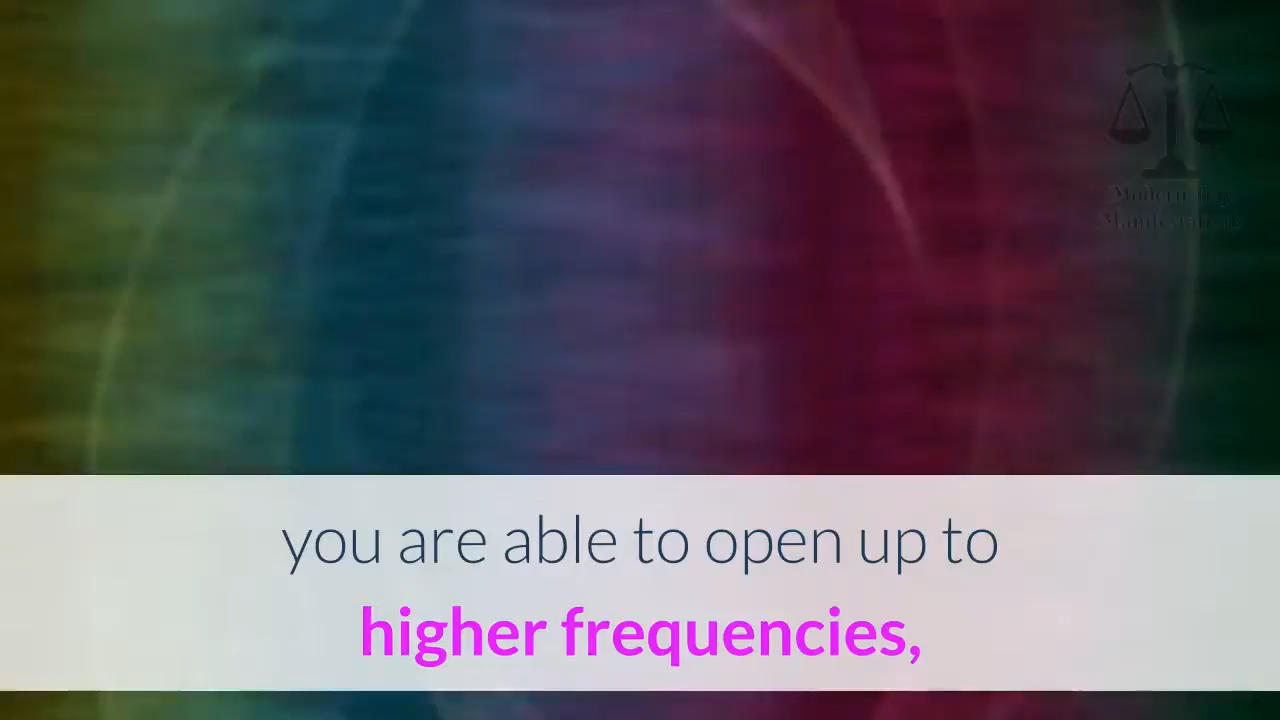 you are able to open up to
higher frequencies,